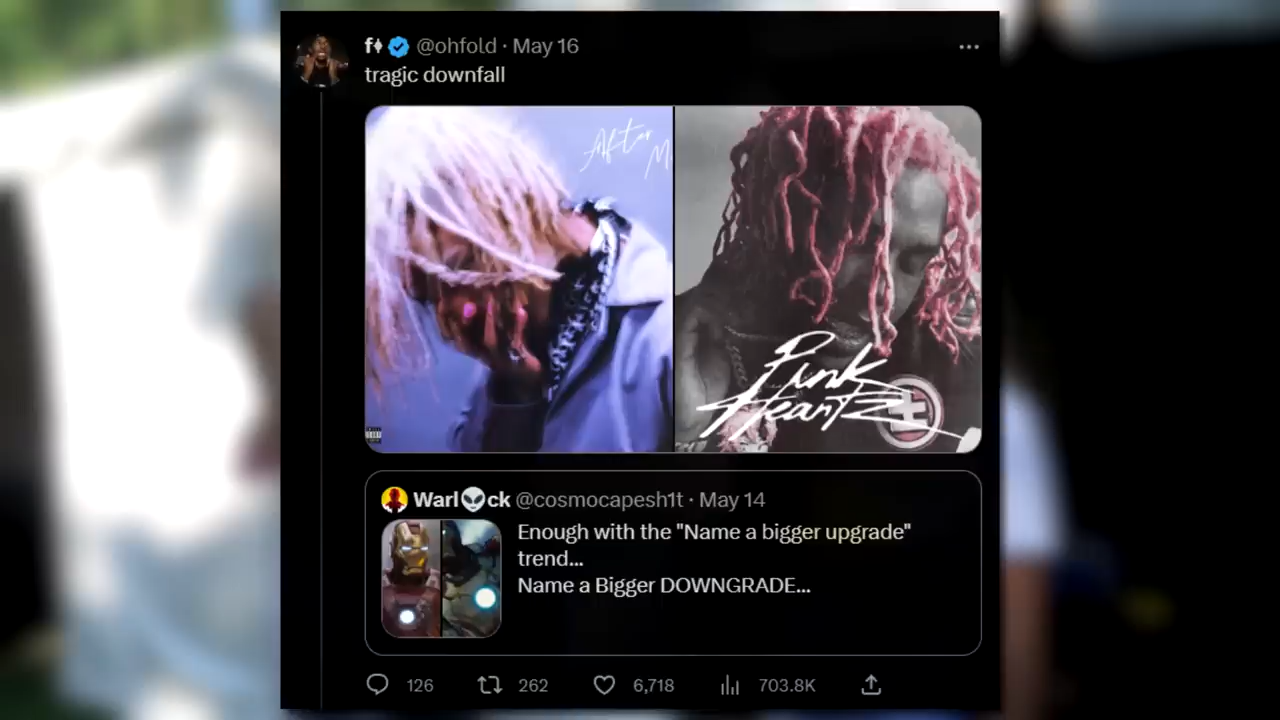 f @ohfold · May 16
tragic downfall
After
M
Pink
Heartz
Warl👽ck @cosmocapesh1t · May 14
Enough with the "Name a bigger upgrade"
trend...
Name a Bigger DOWNGRADE...
126 262 6,718 703.8K